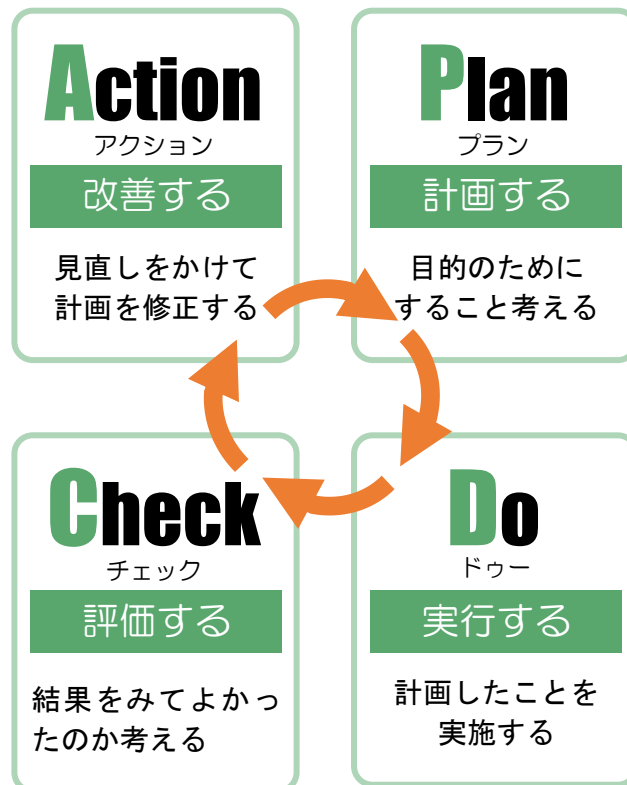 Action
アクション
改善する
見直しをかけて
計画を修正する
Plan
プラン
計画する
目的のために
すること考える
Check
チェック
評価する
結果をみてよかっ
たのか考える
Do
ドゥー
実行する
計画したことを
実施する